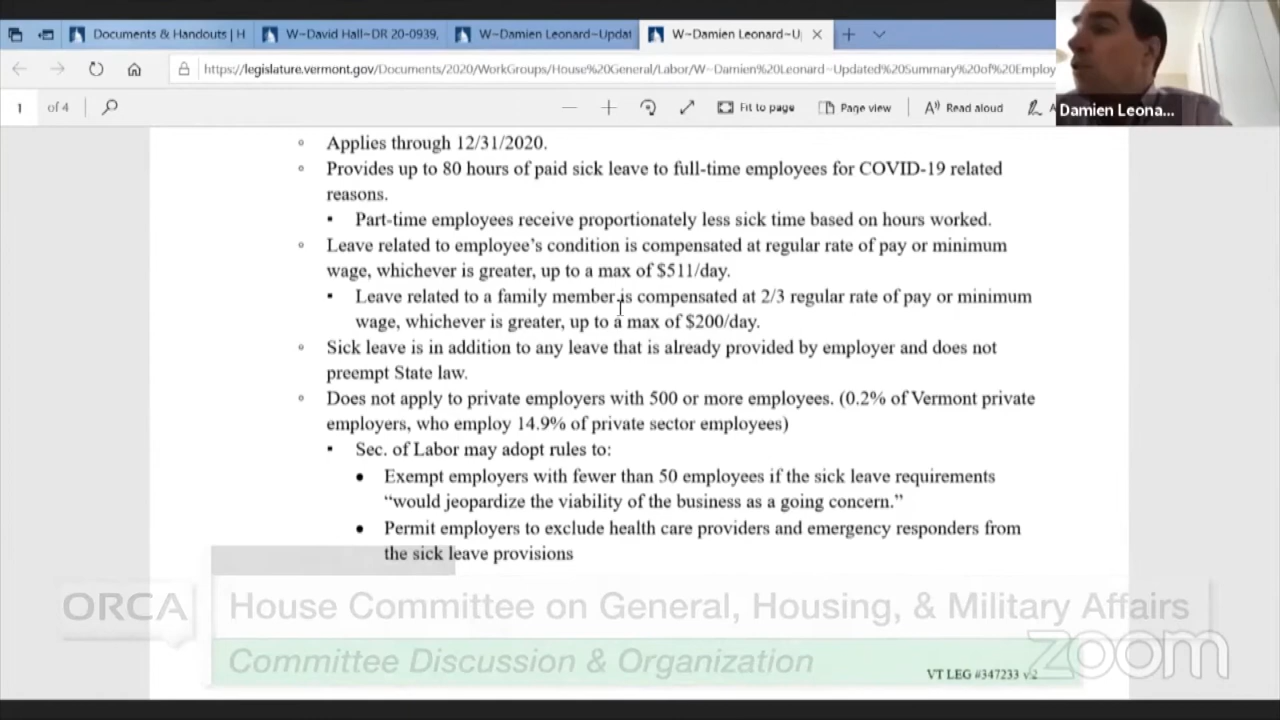 Documents & Handouts | H
W~David Hall~DR 20-0939,
W~Damien Leonard~Updat
W~Damien Leonard~U
https://legislature.vermont.gov/Documents/2020/WorkGroups/House%20General/Labor/W~Damien%20Leonard~Updated%20Summary%20of%20Employ
1 of 4
Fit to page
Page view
Read aloud
Damien Leona...
Applies through 12/31/2020.
Provides up to 80 hours of paid sick leave to full-time employees for COVID-19 related
reasons.
Part-time employees receive proportionately less sick time based on hours worked.
Leave related to employee’s condition is compensated at regular rate of pay or minimum
wage, whichever is greater, up to a max of $511/day.
Leave related to a family member is compensated at 2/3 regular rate of pay or minimum
wage, whichever is greater, up to a max of $200/day.
Sick leave is in addition to any leave that is already provided by employer and does not
preempt State law.
Does not apply to private employers with 500 or more employees. (0.2% of Vermont private
employers, who employ 14.9% of private sector employees)
Sec. of Labor may adopt rules to:
Exempt employers with fewer than 50 employees if the sick leave requirements
“would jeopardize the viability of the business as a going concern.”
Permit employers to exclude health care providers and emergency responders from
the sick leave provisions
ORCA
House Committee on General, Housing, & Military Affairs
Committee Discussion & Organization
zoom
VT LEG #347233 v.2